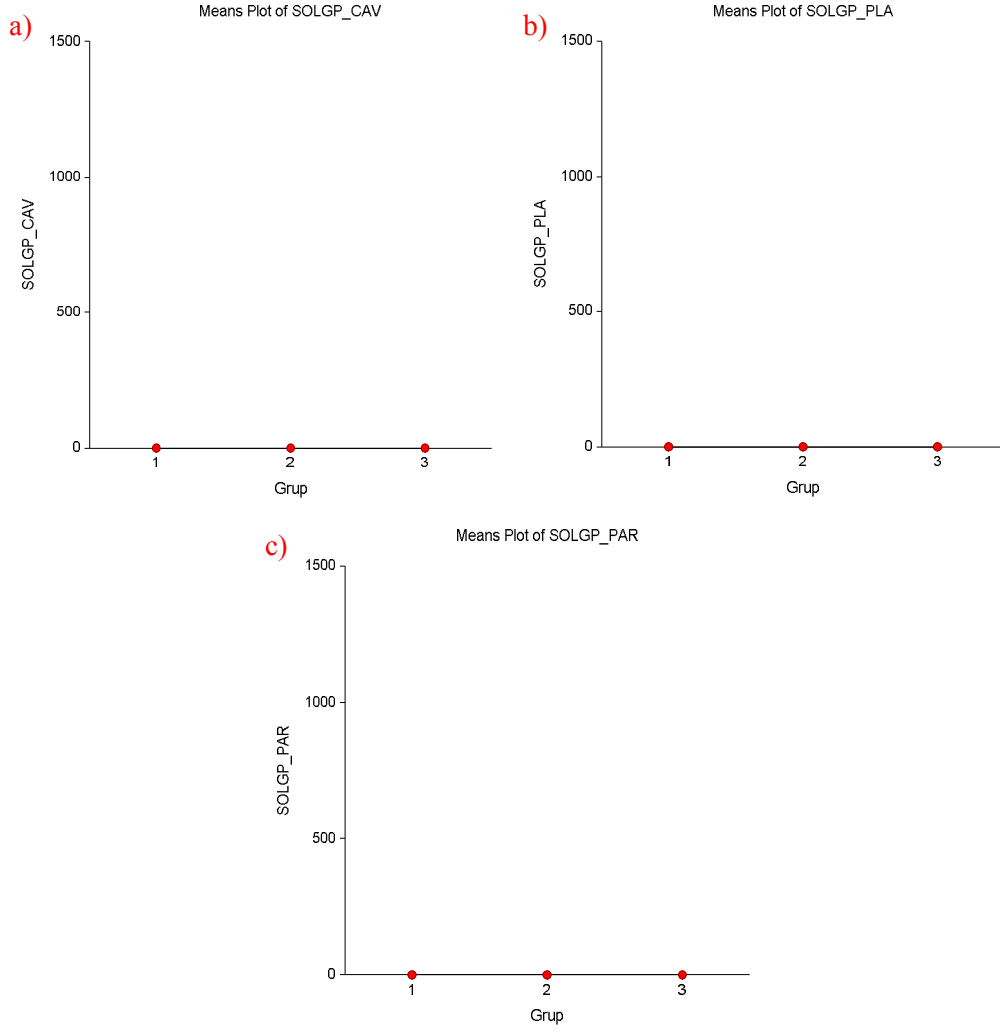 a)
Means Plot of SOLGP_CAV
1500
1000
500
0
SOLGP_CAV
1 2 3
Grup
b)
Means Plot of SOLGP_PLA
1500
1000
500
0
SOLGP_PLA
1 2 3
Grup
c)
Means Plot of SOLGP_PAR
1500
1000
500
0
SOLGP_PAR
1 2 3
Grup